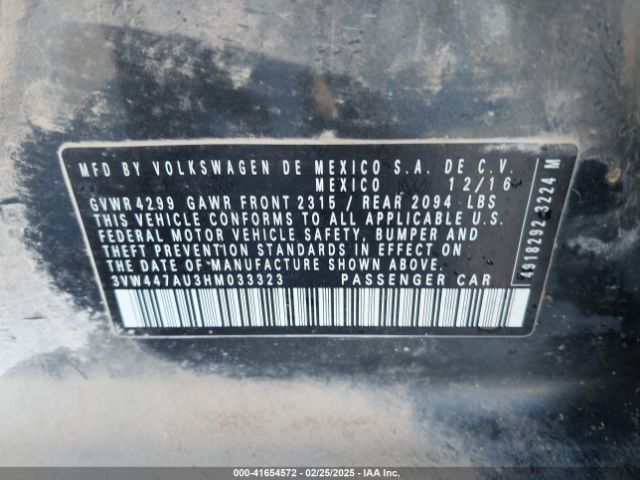 MFD BY VOLKSWAGEN DE MEXICO S.A. DE C.V.
MEXICO 12/16
GVWR 4299 GAWR FRONT 2315 / REAR 2094 LBS
THIS VEHICLE CONFORMS TO ALL APPLICABLE U.S.
FEDERAL MOTOR VEHICLE SAFETY, BUMPER AND
THEFT PREVENTION STANDARDS IN EFFECT ON
THE DATE OF MANUFACTURE SHOWN ABOVE.
3VW447AU3HM033323 PASSENGER CAR
4918292 3224 M
000-41654572 | 02/25/2025 - IAA Inc.